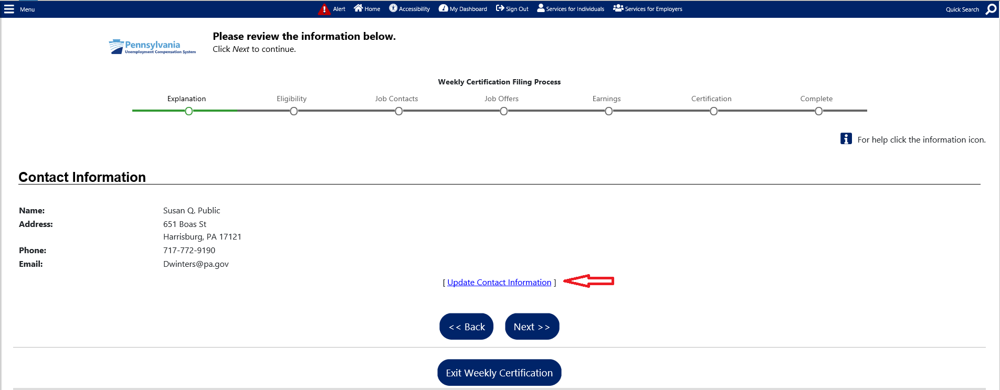 Menu
Alert Home Accessibility My Dashboard Sign Out Services for Individuals Services for Employers
Quick Search
Pennsylvania
Unemployment Compensation System
Please review the information below.
Click Next to continue.
Weekly Certification Filing Process
Explanation Eligibility Job Contacts Job Offers Earnings Certification Complete
For help click the information icon.
Contact Information
Name: Susan Q. Public
Address: 651 Boas St
Harrisburg, PA 17121
Phone: 717-772-9190
Email: Dwinters@pa.gov
[ Update Contact Information ]
<< Back Next >>
Exit Weekly Certification